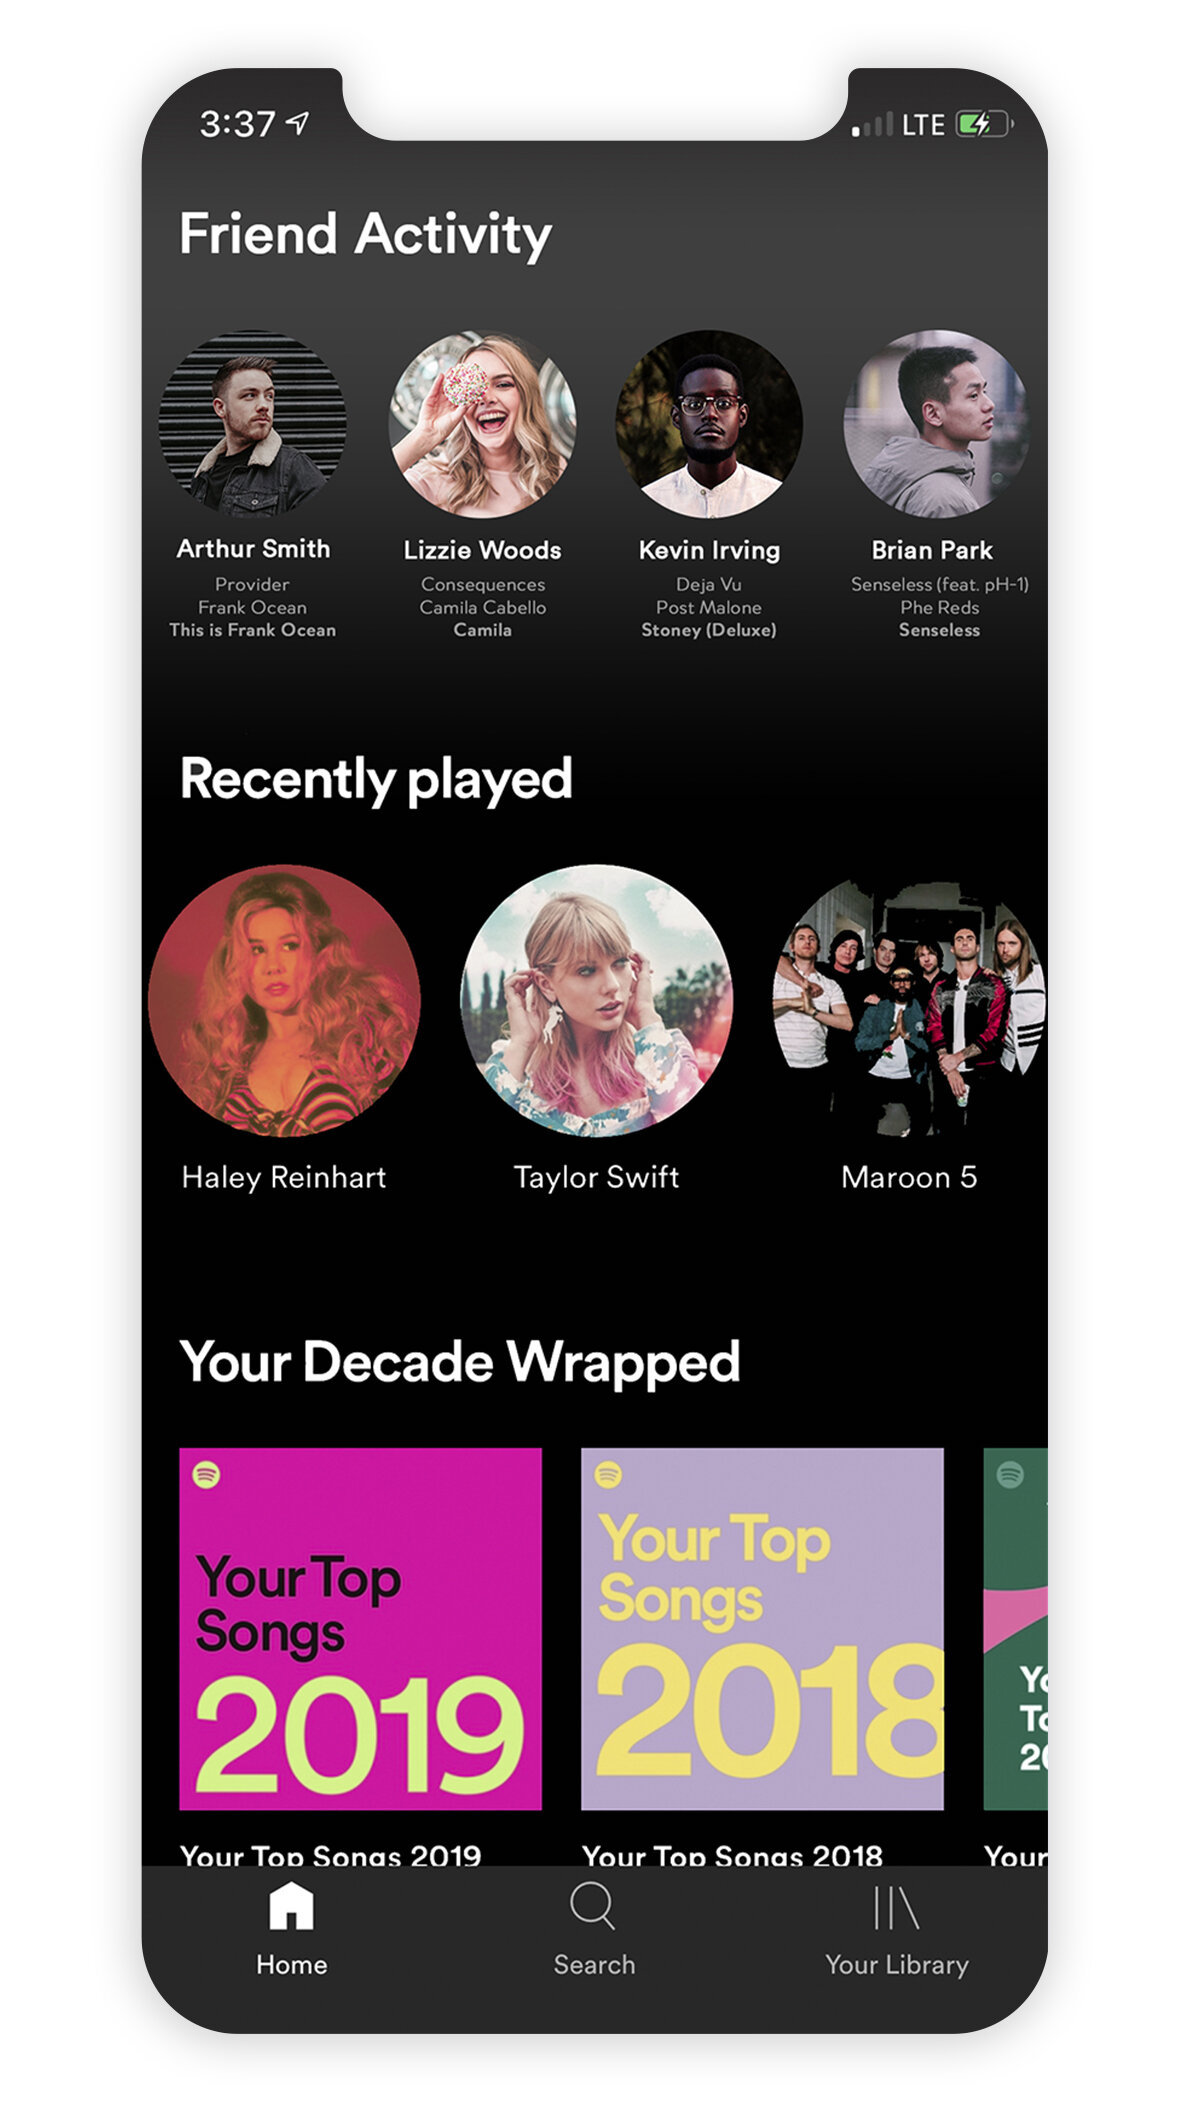 3:37
LTE
Friend Activity
Arthur Smith
Provider
Frank Ocean
This is Frank Ocean
Lizzie Woods
Consequences
Camila Cabello
Camila
Kevin Irving
Deja Vu
Post Malone
Stoney (Deluxe)
Brian Park
Senseless (feat. pH-1)
Phe Reds
Senseless
Recently played
Haley Reinhart
Taylor Swift
Maroon 5
Your Decade Wrapped
Your Top
Songs
2019
Your Top
Songs
2018
Your Top Songs 2019
Your Top Songs 2018
Your
Home
Search
Your Library